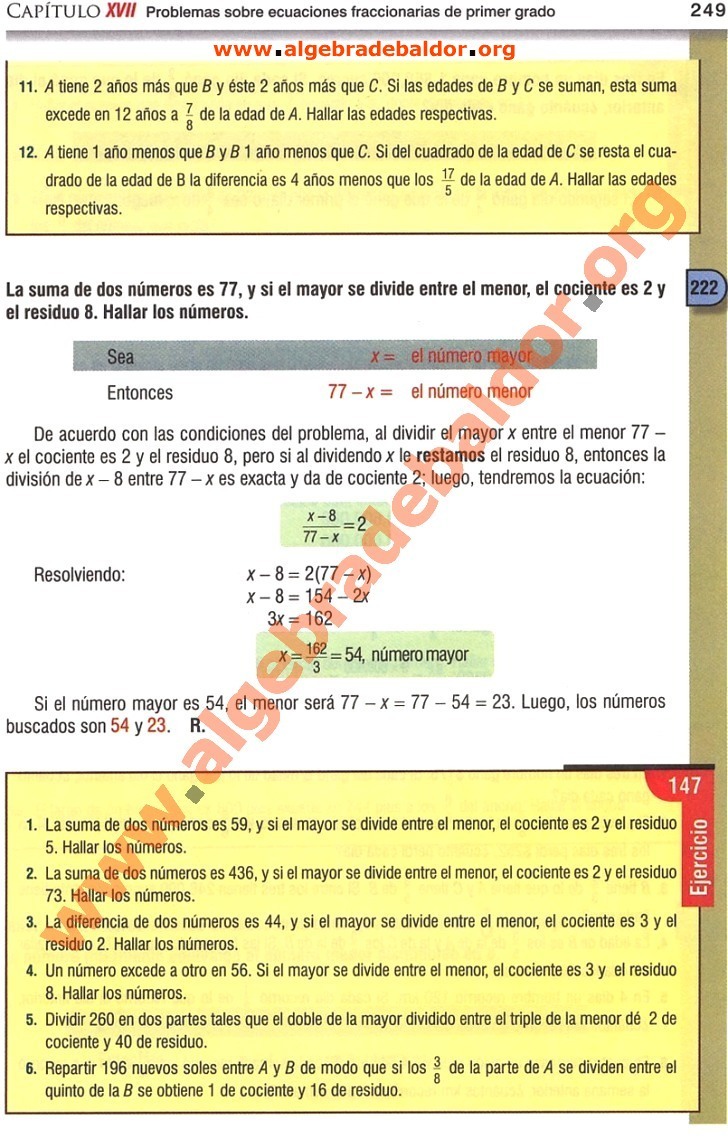 CAPÍTULO XVII Problemas sobre ecuaciones fraccionarias de primer grado 249
www.algebradebaldor.org
11. A tiene 2 años más que B y éste 2 años más que C. Si las edades de B y C se suman, esta suma
excede en 12 años a 7/8 de la edad de A. Hallar las edades respectivas.
12. A tiene 1 año menos que B y B 1 año menos que C. Si del cuadrado de la edad de C se resta el cua-
drado de la edad de B la diferencia es 4 años menos que los 17/5 de la edad de A. Hallar las edades
respectivas.
La suma de dos números es 77, y si el mayor se divide entre el menor, el cociente es 2 y
el residuo 8. Hallar los números.
222
Sea x = el número mayor
Entonces 77 – x = el número menor
De acuerdo con las condiciones del problema, al dividir el mayor x entre el menor 77 –
x el cociente es 2 y el residuo 8, pero si al dividendo x le restamos el residuo 8, entonces la
división de x – 8 entre 77 – x es exacta y da de cociente 2; luego, tendremos la ecuación:
x – 8 / 77 – x = 2
Resolviendo: x – 8 = 2(77 – x)
x – 8 = 154 – 2x
3x = 162
x = 162/3 = 54, número mayor
Si el número mayor es 54, el menor será 77 – x = 77 – 54 = 23. Luego, los números
buscados son 54 y 23. R.
147
Ejercicio
1. La suma de dos números es 59, y si el mayor se divide entre el menor, el cociente es 2 y el residuo
5. Hallar los números.
2. La suma de dos números es 436, y si el mayor se divide entre el menor, el cociente es 2 y el residuo
73. Hallar los números.
3. La diferencia de dos números es 44, y si el mayor se divide entre el menor, el cociente es 3 y el
residuo 2. Hallar los números.
4. Un número excede a otro en 56. Si el mayor se divide entre el menor, el cociente es 3 y el residuo
8. Hallar los números.
5. Dividir 260 en dos partes tales que el doble de la mayor dividido entre el triple de la menor dé 2 de
cociente y 40 de residuo.
6. Repartir 196 nuevos soles entre A y B de modo que si los 3/8 de la parte de A se dividen entre el
quinto de la B se obtiene 1 de cociente y 16 de residuo.
www.algebradebaldor.org